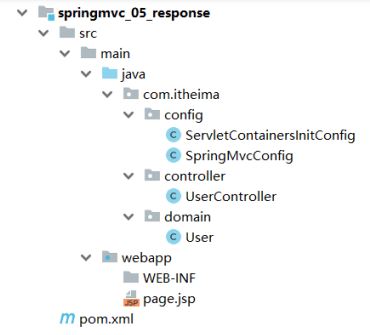 springmvc_05_response
src
main
java
com.itheima
config
ServletContainersInitConfig
SpringMvcConfig
controller
UserController
domain
User
webapp
WEB-INF
page.jsp
pom.xml